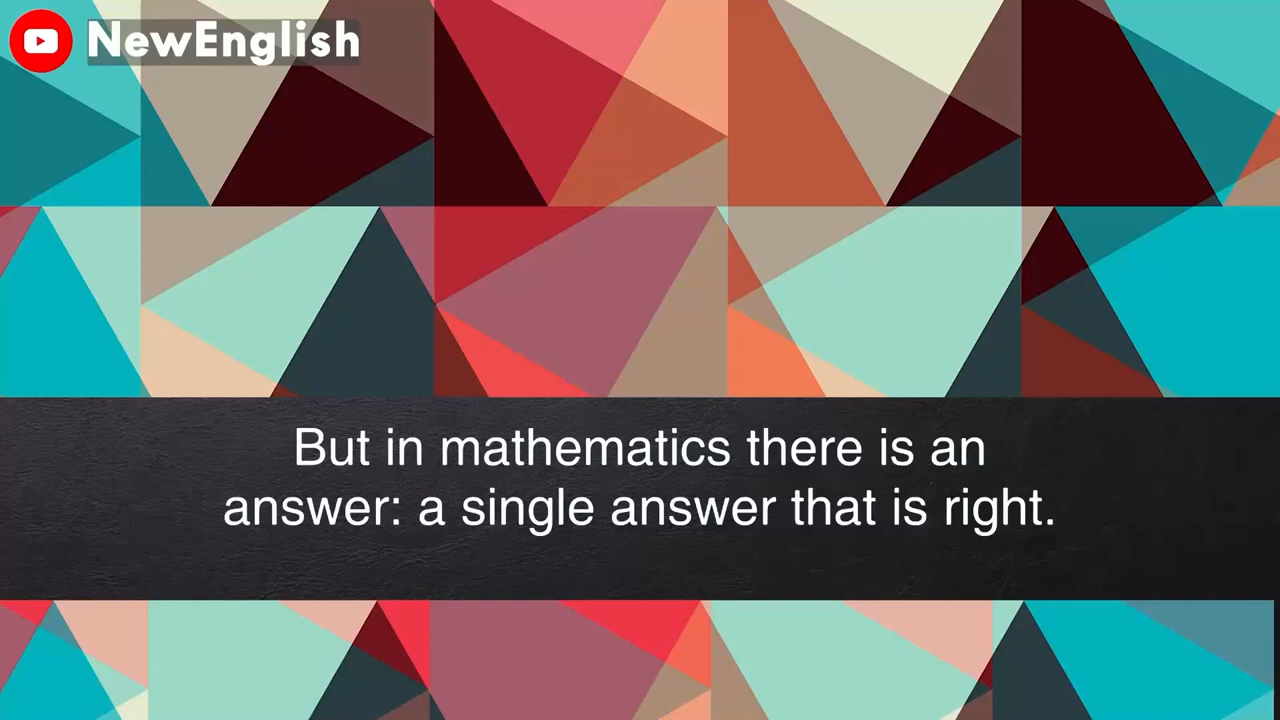 NewEnglish
But in mathematics there is an
answer: a single answer that is right.